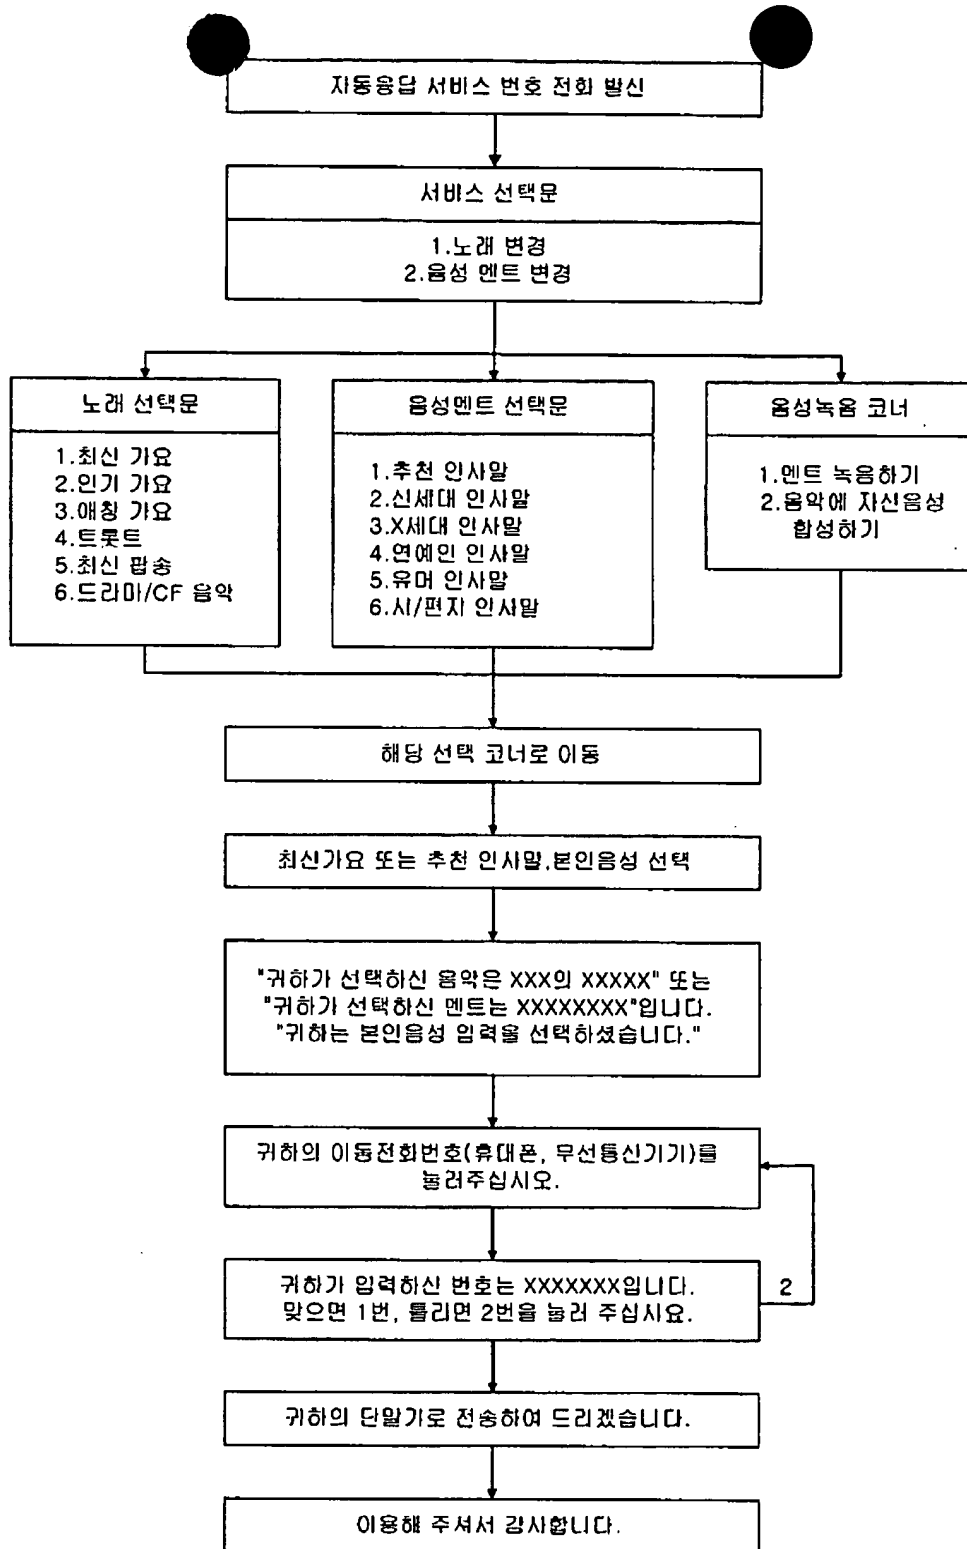 자동응답 서비스 번호 전화 발신
서비스 선택문
1.노래 변경
2.음성 멘트 변경
노래 선택문
1.최신 가요
2.인기 가요
3.애창 가요
4.트롯트
5.최신 팝송
6.드라마/CF 음악
음성멘트 선택문
1.추천 인사말
2.신세대 인사말
3.X세대 인사말
4.연예인 인사말
5.유머 인사말
6.시/편지 인사말
음성녹음 코너
1.멘트 녹음하기
2.음악에 자신음성
합성하기
해당 선택 코너로 이동
최신가요 또는 추천 인사말,본인음성 선택
"귀하가 선택하신 음악은 XXX의 XXXXX" 또는
"귀하가 선택하신 멘트는 XXXXXXXX"입니다.
"귀하는 본인음성 입력을 선택하셨습니다."
귀하의 이동전화번호(휴대폰, 무선통신기기)를
눌러주십시오.
귀하가 입력하신 번호는 XXXXXXX입니다.
맞으면 1번, 틀리면 2번을 눌러 주십시요.
2
귀하의 단말기로 전송하여 드리겠습니다.
이용해 주셔서 감사합니다.